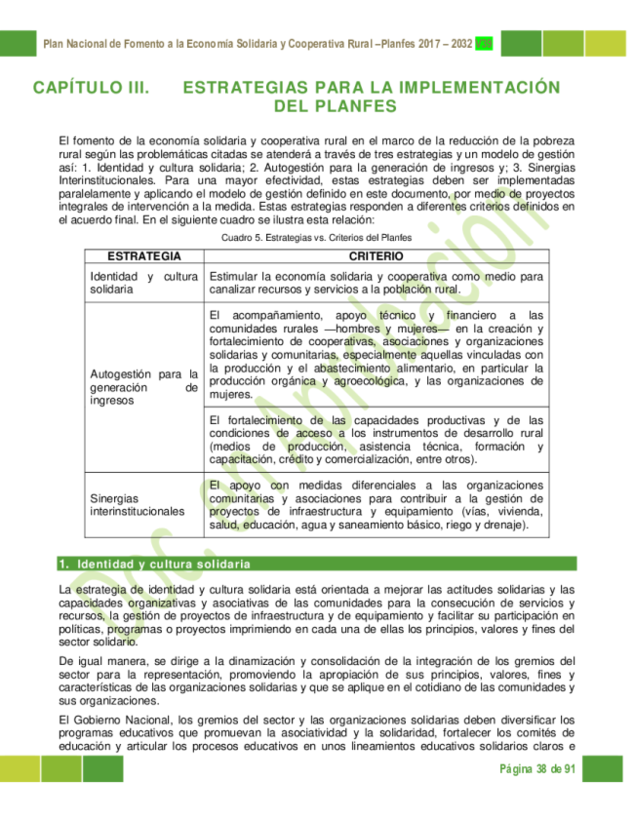 Plan Nacional de Fomento a la Economía Solidaria y Cooperativa Rural –Planfes 2017 – 2032 v39
CAPÍTULO III. ESTRATEGIAS PARA LA IMPLEMENTACIÓN
DEL PLANFES
El fomento de la economía solidaria y cooperativa rural en el marco de la reducción de la pobreza
rural según las problemáticas citadas se atenderá a través de tres estrategias y un modelo de gestión
así: 1. Identidad y cultura solidaria; 2. Autogestión para la generación de ingresos y; 3. Sinergias
Interinstitucionales. Para una mayor efectividad, estas estrategias deben ser implementadas
paralelamente y aplicando el modelo de gestión definido en este documento, por medio de proyectos
integrales de intervención a la medida. Estas estrategias responden a diferentes criterios definidos en
el acuerdo final. En el siguiente cuadro se ilustra esta relación:
Cuadro 5. Estrategias vs. Criterios del Planfes
ESTRATEGIA CRITERIO
Identidad y cultura
solidaria
Estimular la economía solidaria y cooperativa como medio para
canalizar recursos y servicios a la población rural.
Autogestión para la
generación de
ingresos
El acompañamiento, apoyo técnico y financiero a las
comunidades rurales —hombres y mujeres— en la creación y
fortalecimiento de cooperativas, asociaciones y organizaciones
solidarias y comunitarias, especialmente aquellas vinculadas con
la producción y el abastecimiento alimentario, en particular la
producción orgánica y agroecológica, y las organizaciones de
mujeres.
El fortalecimiento de las capacidades productivas y de las
condiciones de acceso a los instrumentos de desarrollo rural
(medios de producción, asistencia técnica, formación y
capacitación, crédito y comercialización, entre otros).
Sinergias
interinstitucionales
El apoyo con medidas diferenciales a las organizaciones
comunitarias y asociaciones para contribuir a la gestión de
proyectos de infraestructura y equipamiento (vías, vivienda,
salud, educación, agua y saneamiento básico, riego y drenaje).
Doc. en Aprobación
1. Identidad y cultura solidaria
La estrategia de identidad y cultura solidaria está orientada a mejorar las actitudes solidarias y las
capacidades organizativas y asociativas de las comunidades para la consecución de servicios y
recursos, la gestión de proyectos de infraestructura y de equipamiento y facilitar su participación en
políticas, programas o proyectos imprimiendo en cada una de ellas los principios, valores y fines del
sector solidario.
De igual manera, se dirige a la dinamización y consolidación de la integración de los gremios del
sector para la representación, promoviendo la apropiación de sus principios, valores, fines y
características de las organizaciones solidarias y que se aplique en el cotidiano de las comunidades y
sus organizaciones.
El Gobierno Nacional, los gremios del sector y las organizaciones solidarias deben diversificar los
programas educativos que promuevan la asociatividad y la solidaridad, fortalecer los comités de
educación y articular los procesos educativos en unos lineamientos educativos solidarios claros e
Página 38 de 91